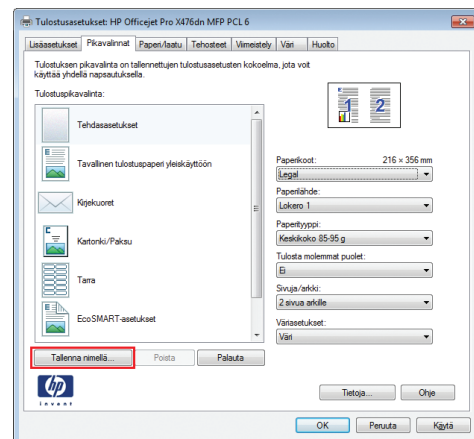 Tulostusasetukset: HP Officejet Pro X476dn MFP PCL 6
Lisäasetukset Pikavalinnat Paperi/laatu Tehosteet Viimeistely Väri Huolto
Tulostuksen pikavalinta on tallennettujen tulostusasetusten kokoelma, jota voit
käyttää yhdellä napsautuksella.
Tulostuspikavalinta:
Tehdasasetukset
Tavallinen tulostuspaperi yleiskäyttöön
Kirjekuoret
Kartonki/Paksu
Tarra
EcoSMART-asetukset
Tallenna nimellä... Poista Palauta
1 2
Paperikoot: 216 × 356 mm
Legal
Paperilähde:
Lokero 1
Paperityyppi:
Keskikoko 85-95 g
Tulosta molemmat puolet:
Ei
Sivuja/arkki:
2 sivua arkille
Väriasetukset:
Väri
hp
invent
Tietoja... Ohje
OK Peruuta Käytä